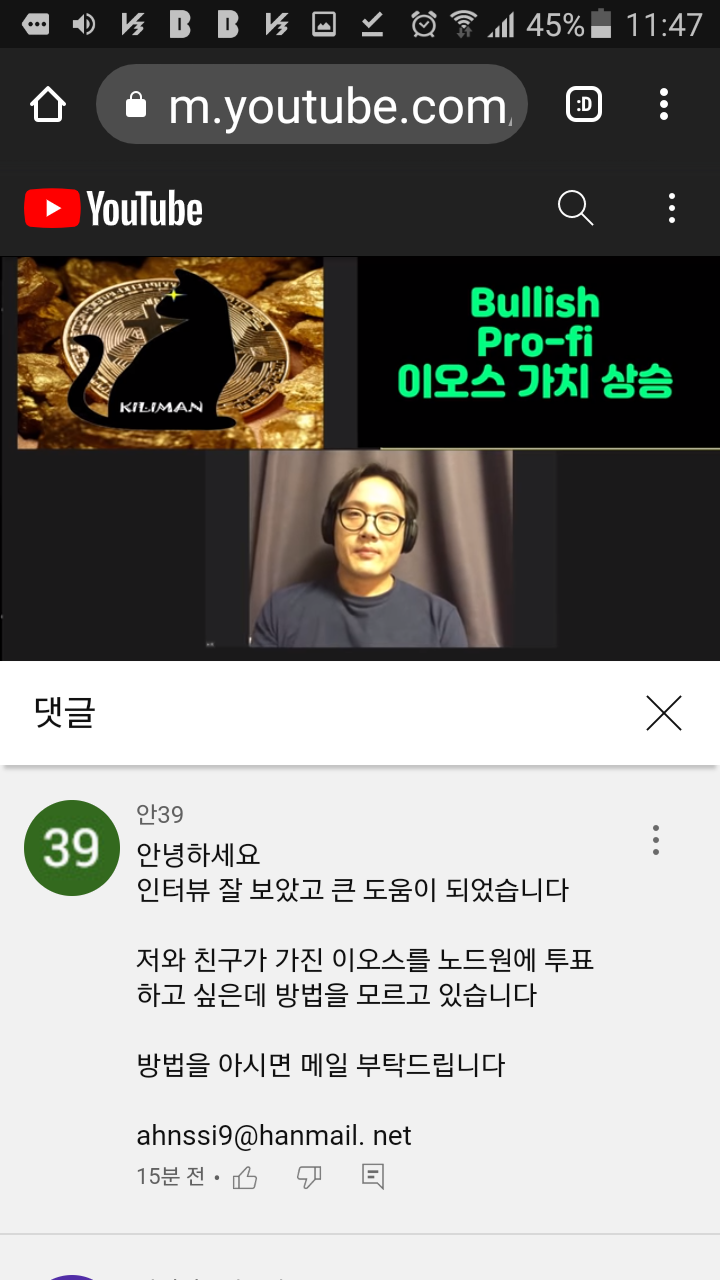 45% 11:47
m.youtube.com/
:D
YouTube
KILIMAN
Bullish
Pro-fi
이오스 가치 상승
댓글
39
안39
안녕하세요
인터뷰 잘 보았고 큰 도움이 되었습니다
저와 친구가 가진 이오스를 노드원에 투표
하고 싶은데 방법을 모르고 있습니다
방법을 아시면 메일 부탁드립니다
ahnssi9@hanmail. net
15분 전 •